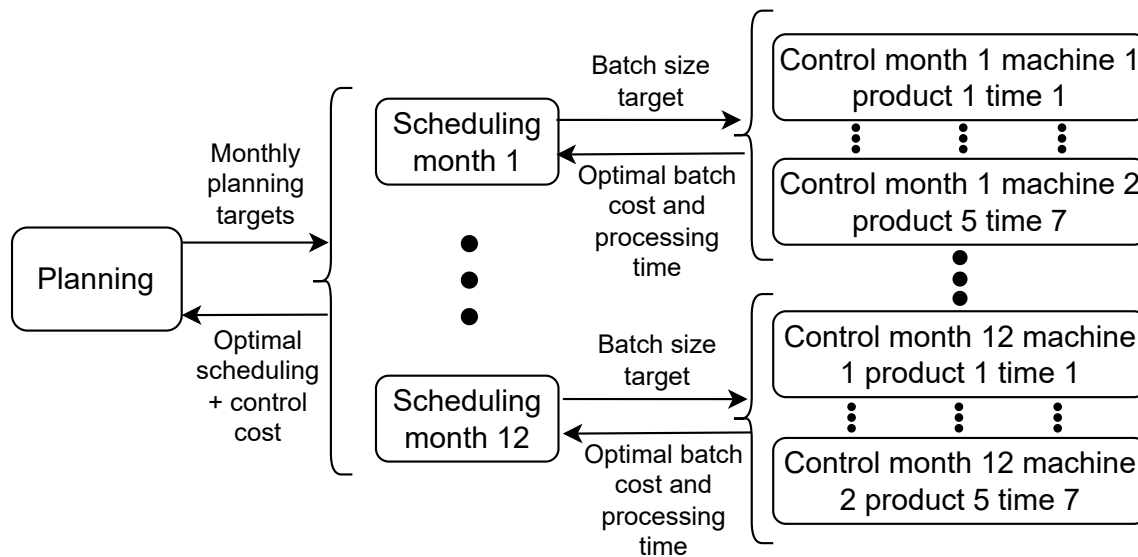 Planning
Monthly
planning
targets
Optimal
scheduling
+ control
cost
Scheduling
month 1
Batch size
target
Optimal batch
cost and
processing
time
Control month 1 machine 1
product 1 time 1
Control month 1 machine 2
product 5 time 7
Scheduling
month 12
Batch size
target
Optimal batch
cost and
processing
time
Control month 12 machine
1 product 1 time 1
Control month 12 machine
2 product 5 time 7